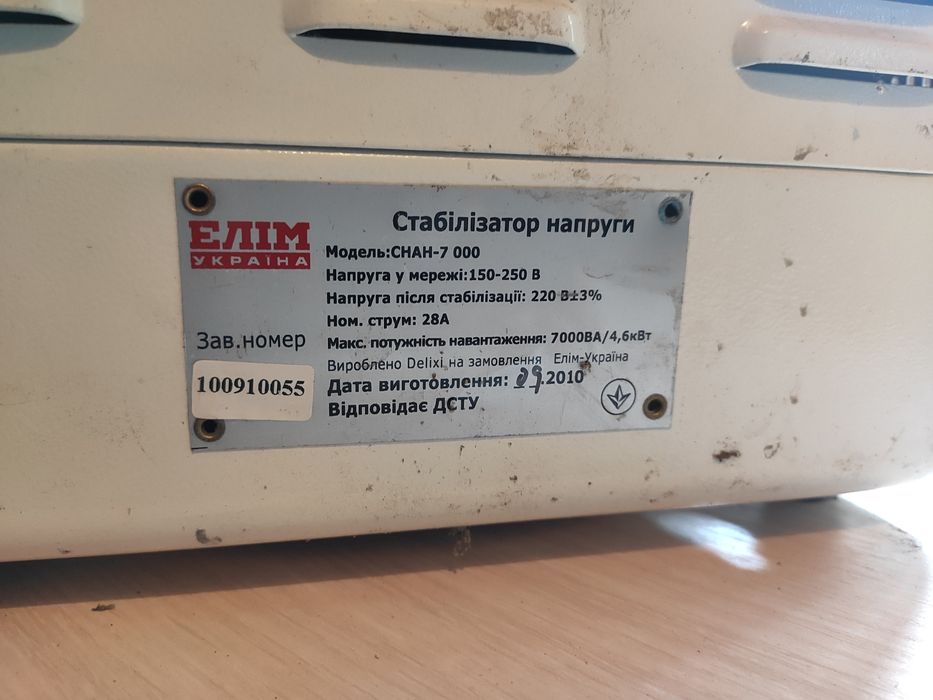 ЕЛІМ
УКРАЇНА
Стабілізатор напруги
Модель:СНАН-7 000
Напруга у мережі:150-250 В
Напруга після стабілізації: 220 В±3%
Ном. струм: 28А
Макс. потужність навантаження: 7000ВА/4,6кВт
Вироблено Delixi на замовлення Елім-Україна
Дата виготовлення: 09.2010
Відповідає ДСТУ
Зав.номер
100910055